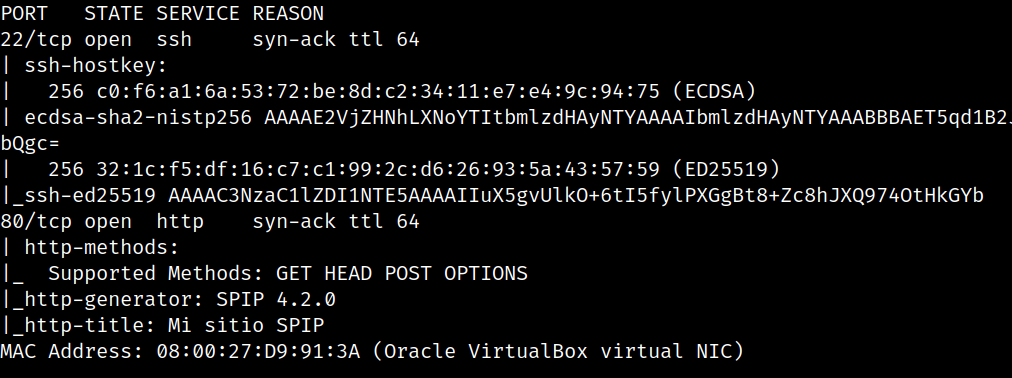 PORT   STATE SERVICE REASON
22/tcp open  ssh     syn-ack ttl 64
| ssh-hostkey:
|   256 c0:f6:a1:6a:53:72:be:8d:c2:34:11:e7:e4:9c:94:75 (ECDSA)
| ecdsa-sha2-nistp256 AAAAE2VjZHNhLXNoYTItbmlzdHAyNTYAAAAIbmlzdHAyNTYAAABBBAET5qd1B2J
bQgc=
|   256 32:1c:f5:df:16:c7:c1:99:2c:d6:26:93:5a:43:57:59 (ED25519)
|_ssh-ed25519 AAAAC3NzaC1lZDI1NTE5AAAAIIuX5gvUlkO+6tI5fylPXGgBt8+Zc8hJXQ974OtHkGYb
80/tcp open  http    syn-ack ttl 64
| http-methods:
|_  Supported Methods: GET HEAD POST OPTIONS
|_http-generator: SPIP 4.2.0
|_http-title: Mi sitio SPIP
MAC Address: 08:00:27:D9:91:3A (Oracle VirtualBox virtual NIC)